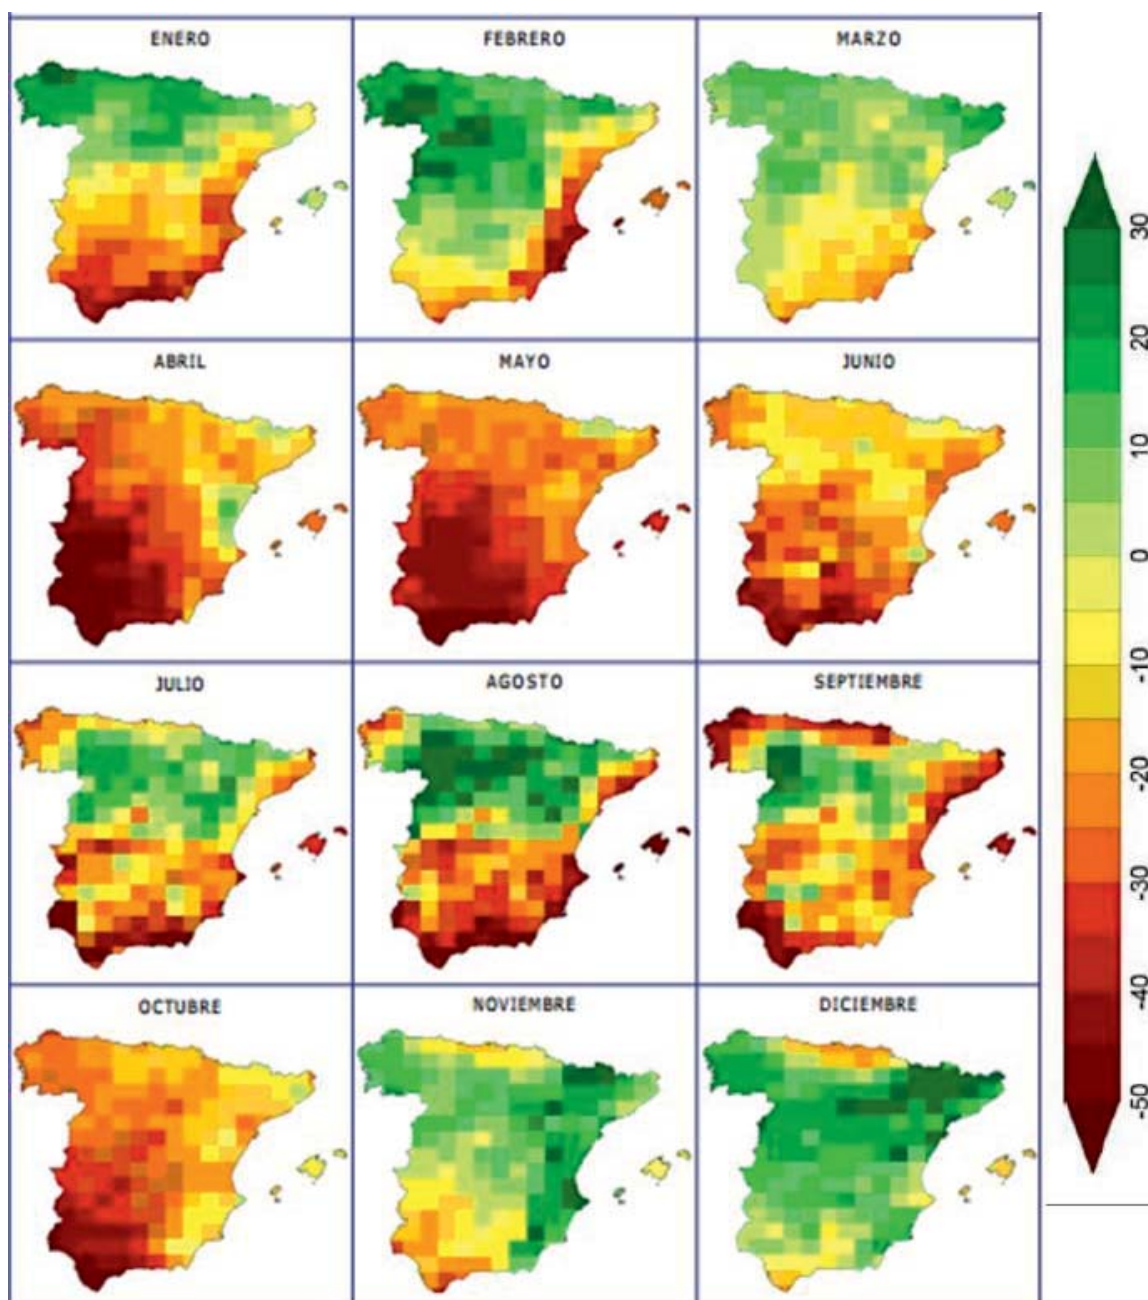 ENERO
FEBRERO
MARZO
ABRIL
MAYO
JUNIO
JULIO
AGOSTO
SEPTIEMBRE
OCTUBRE
NOVIEMBRE
DICIEMBRE
30
20
10
0
-10
-20
-30
-40
-50